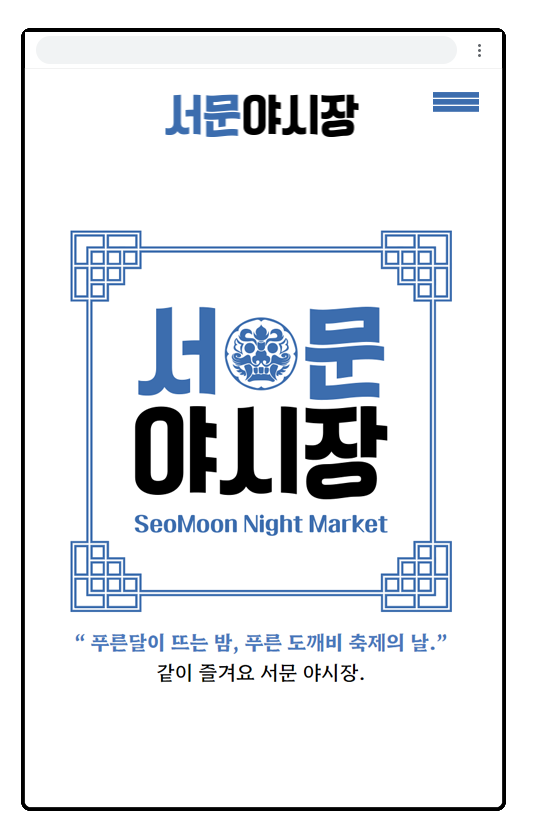 서문야시장
서문
야시장
SeoMoon Night Market
“ 푸른달이 뜨는 밤, 푸른 도깨비 축제의 날.”
같이 즐겨요 서문 야시장.